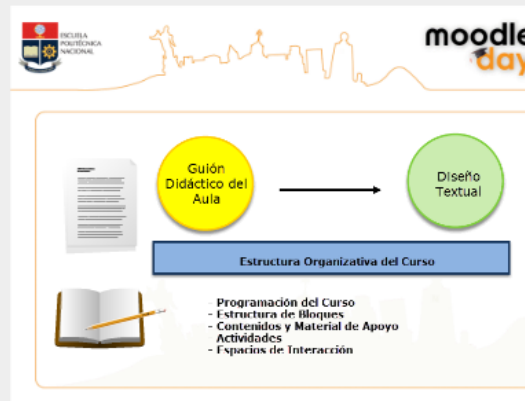 ESCUELA
POLITÉCNICA
NACIONAL
moodle
day
Guión
Didáctico del
Aula
Diseño
Textual
Estructura Organizativa del Curso
- Programación del Curso
- Estructura de Bloques
- Contenidos y Material de Apoyo
Actividades
- Espacios de Interacción